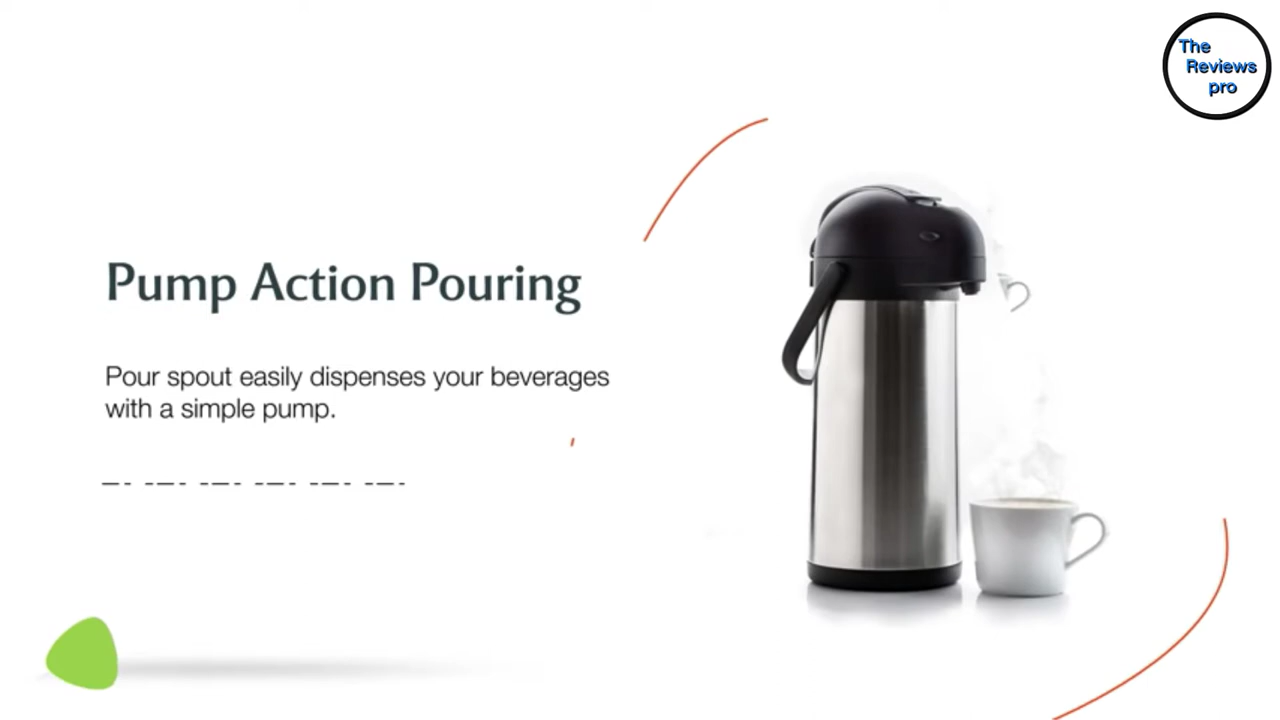 The
Reviews
pro
Pump Action Pouring
Pour spout easily dispenses your beverages
with a simple pump.